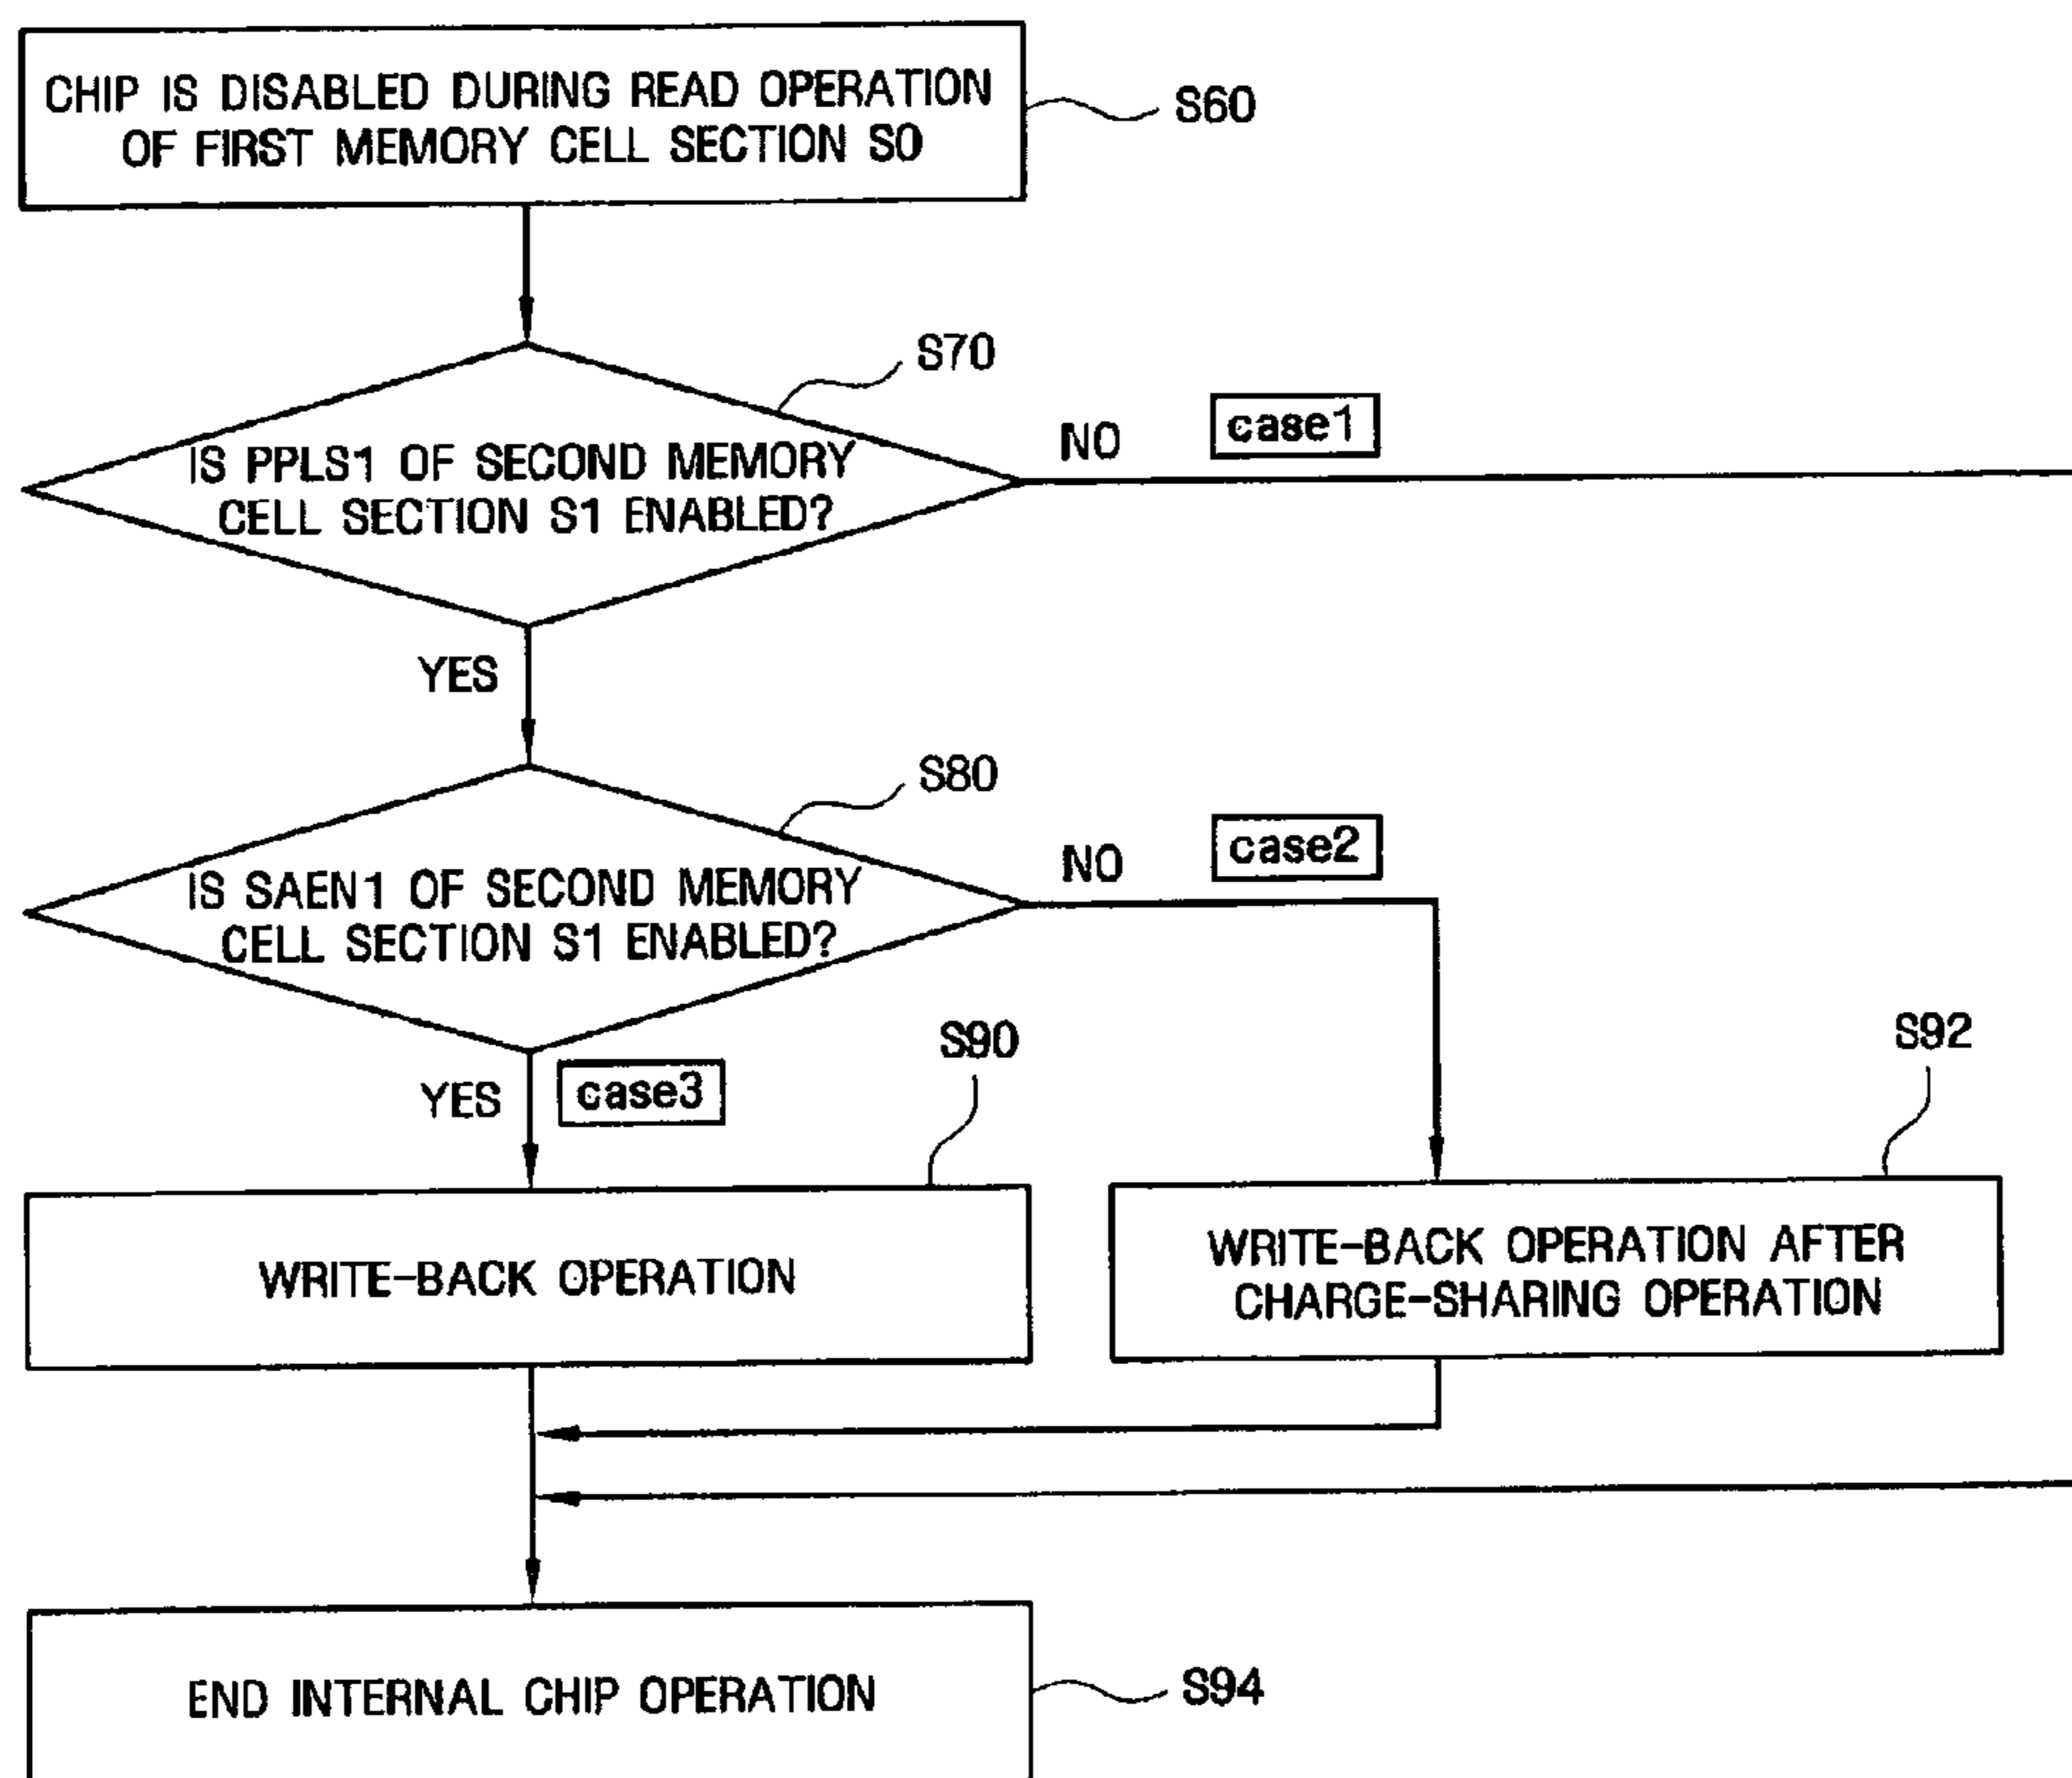 CHIP IS DISABLED DURING READ OPERATION
OF FIRST MEMORY CELL SECTION S0
S60
S70
IS PPLS1 OF SECOND MEMORY
CELL SECTION S1 ENABLED?
NO
case1
YES
S80
IS SAEN1 OF SECOND MEMORY
CELL SECTION S1 ENABLED?
NO
case2
YES
case3
S90
S92
WRITE-BACK OPERATION
WRITE-BACK OPERATION AFTER
CHARGE-SHARING OPERATION
END INTERNAL CHIP OPERATION
S94